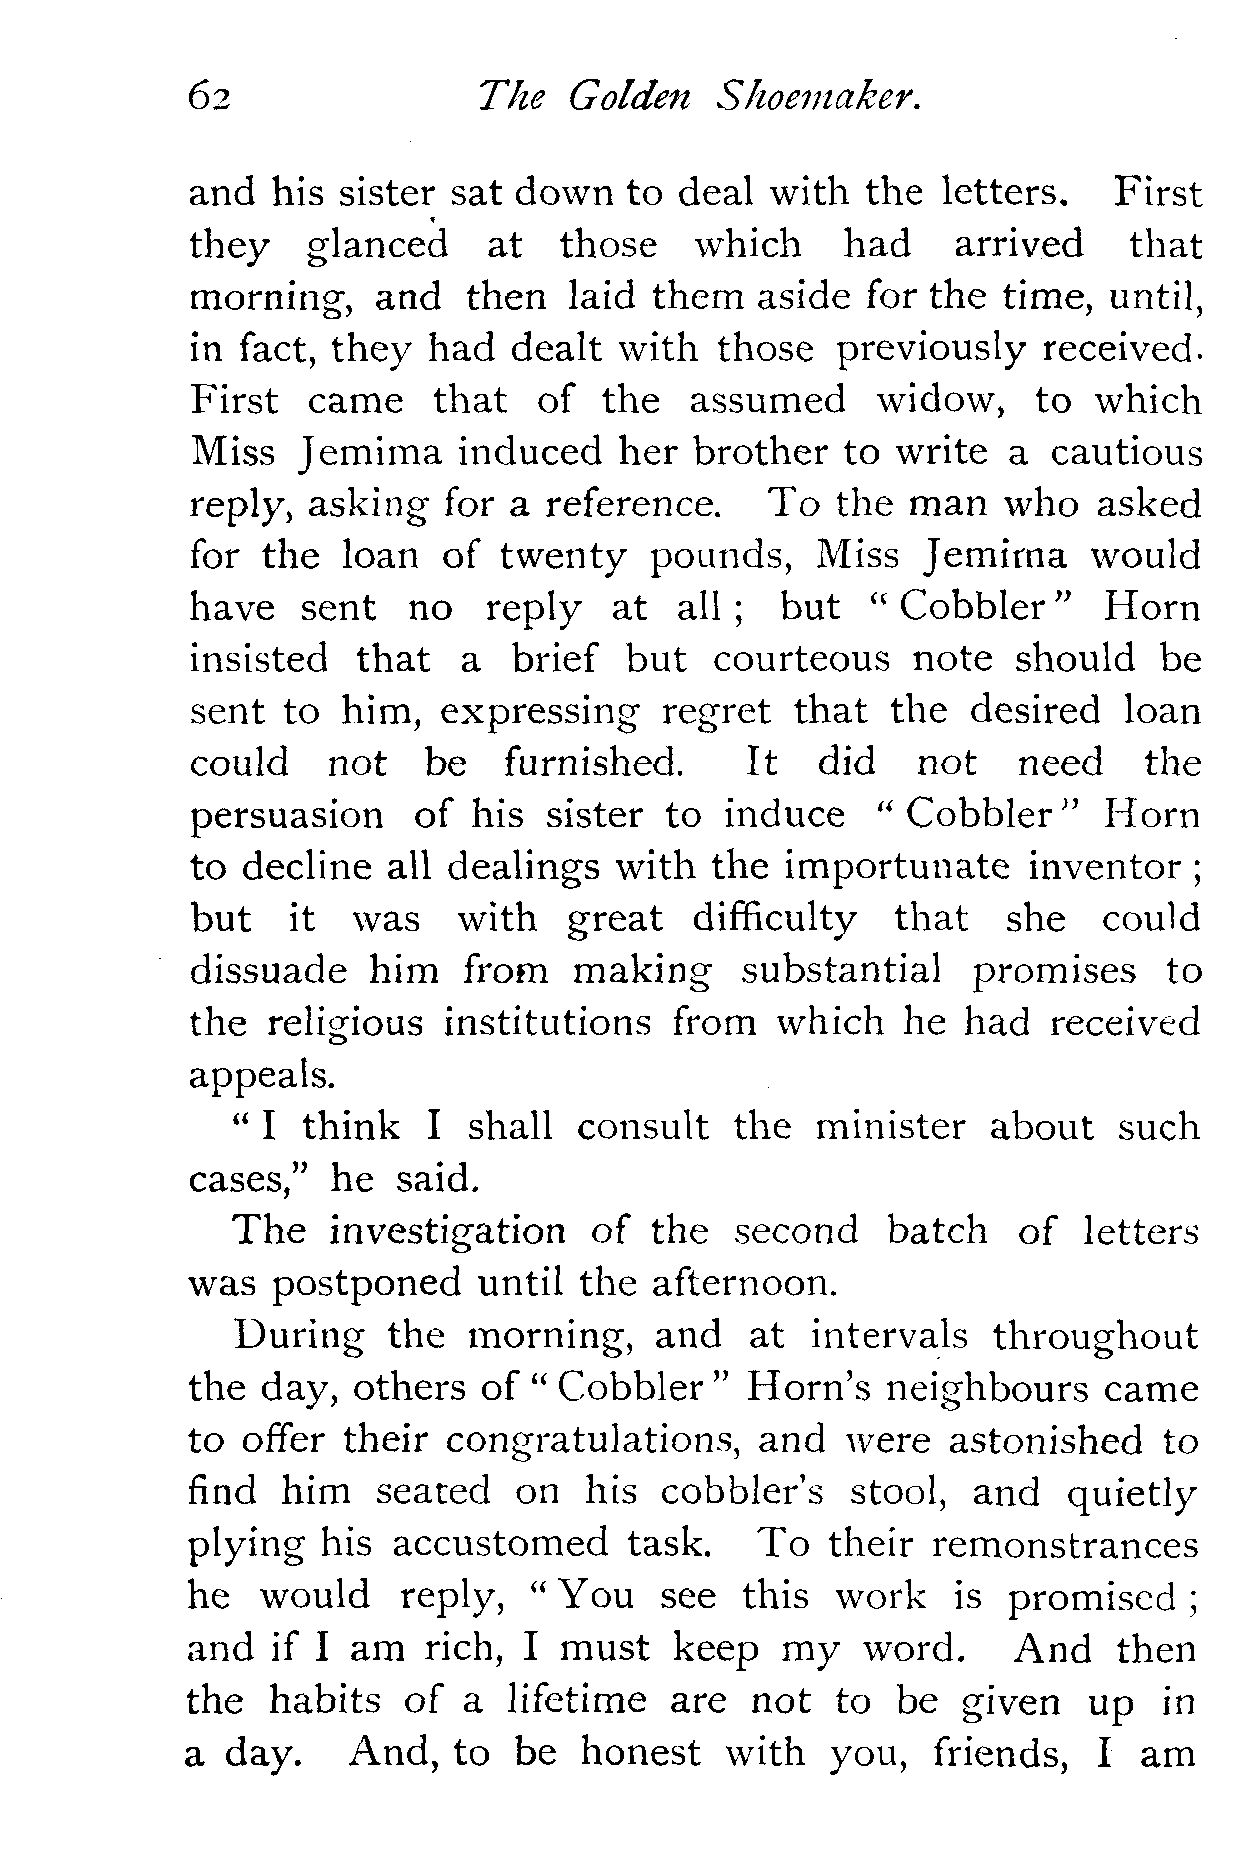 62 The Golden Shoemaker.
and his sister sat down to deal with the letters. First
they glanced at those which had arrived that
morning, and then laid them aside for the time, until,
in fact, they had dealt with those previously received.
First came that of the assumed widow, to which
Miss Jemima induced her brother to write a cautious
reply, asking for a reference. To the man who asked
for the loan of twenty pounds, Miss Jemima would
have sent no reply at all ; but “ Cobbler ” Horn
insisted that a brief but courteous note should be
sent to him, expressing regret that the desired loan
could not be furnished. It did not need the
persuasion of his sister to induce “ Cobbler ” Horn
to decline all dealings with the importunate inventor ;
but it was with great difficulty that she could
dissuade him from making substantial promises to
the religious institutions from which he had received
appeals.
“ I think I shall consult the minister about such
cases,” he said.
The investigation of the second batch of letters
was postponed until the afternoon.
During the morning, and at intervals throughout
the day, others of “ Cobbler ” Horn's neighbours came
to offer their congratulations, and were astonished to
find him seated on his cobbler's stool, and quietly
plying his accustomed task. To their remonstrances
he would reply, “ You see this work is promised ;
and if I am rich, I must keep my word. And then
the habits of a lifetime are not to be given up in
a day. And, to be honest with you, friends, I am